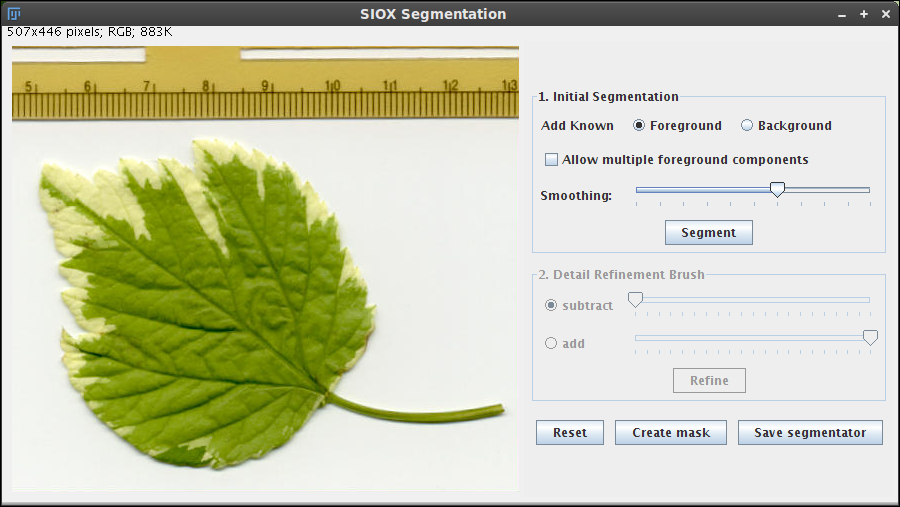 SIOX Segmentation
507x446 pixels; RGB; 883K
5 6 7 8 9 10 11 12 13
1. Initial Segmentation
Add Known Foreground Background
Allow multiple foreground components
Smoothing:
Segment
2. Detail Refinement Brush
subtract
add
Refine
Reset Create mask Save segmentator